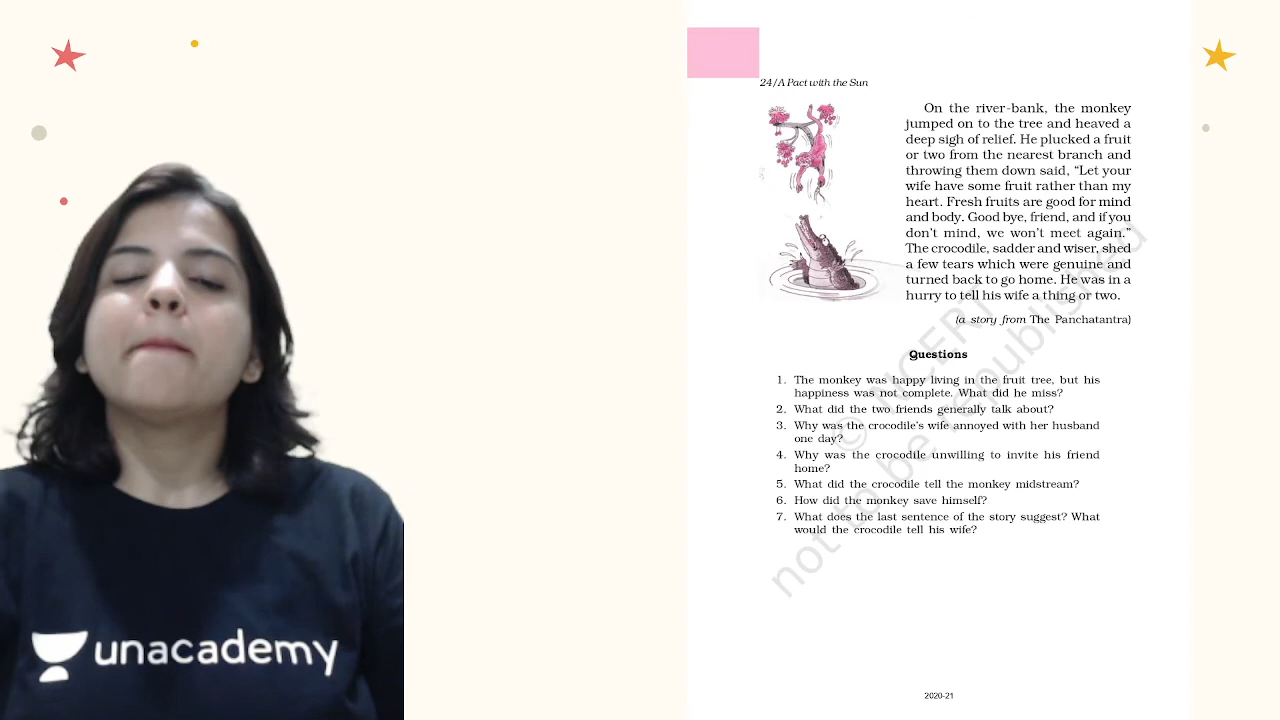 24/A Pact with the Sun
On the river-bank, the monkey
jumped on to the tree and heaved a
deep sigh of relief. He plucked a fruit
or two from the nearest branch and
throwing them down said, “Let your
wife have some fruit rather than my
heart. Fresh fruits are good for mind
and body. Good bye, friend, and if you
don’t mind, we won’t meet again.”
The crocodile, sadder and wiser, shed
a few tears which were genuine and
turned back to go home. He was in a
hurry to tell his wife a thing or two.
(a story from The Panchatantra)
Questions
1. The monkey was happy living in the fruit tree, but his
happiness was not complete. What did he miss?
2. What did the two friends generally talk about?
3. Why was the crocodile’s wife annoyed with her husband
one day?
4. Why was the crocodile unwilling to invite his friend
home?
5. What did the crocodile tell the monkey midstream?
6. How did the monkey save himself?
7. What does the last sentence of the story suggest? What
would the crocodile tell his wife?
© NCERT
not to be republished
2020-21
unacademy